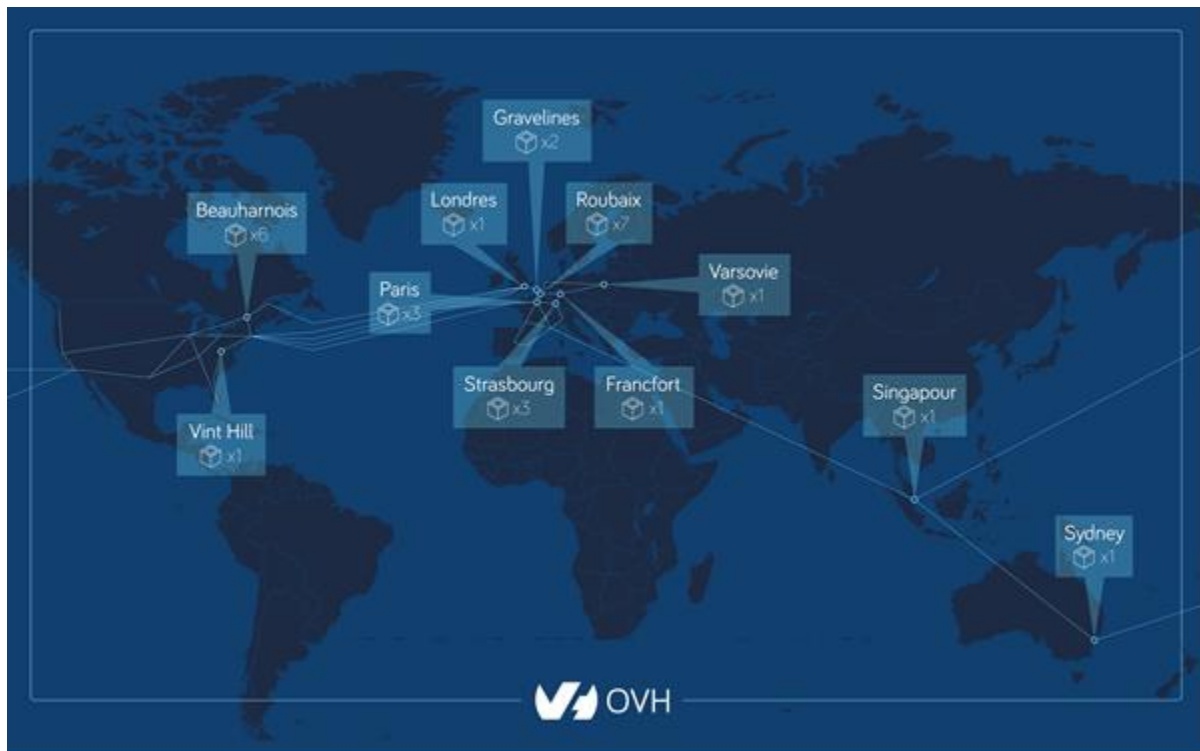 Gravelines
x2
Londres
x1
Roubaix
x7
Beauharnois
x6
Varsovie
x1
Paris
x3
Strasbourg
x3
Francfort
x1
Singapour
x1
Vint Hill
x1
Sydney
x1
OVH